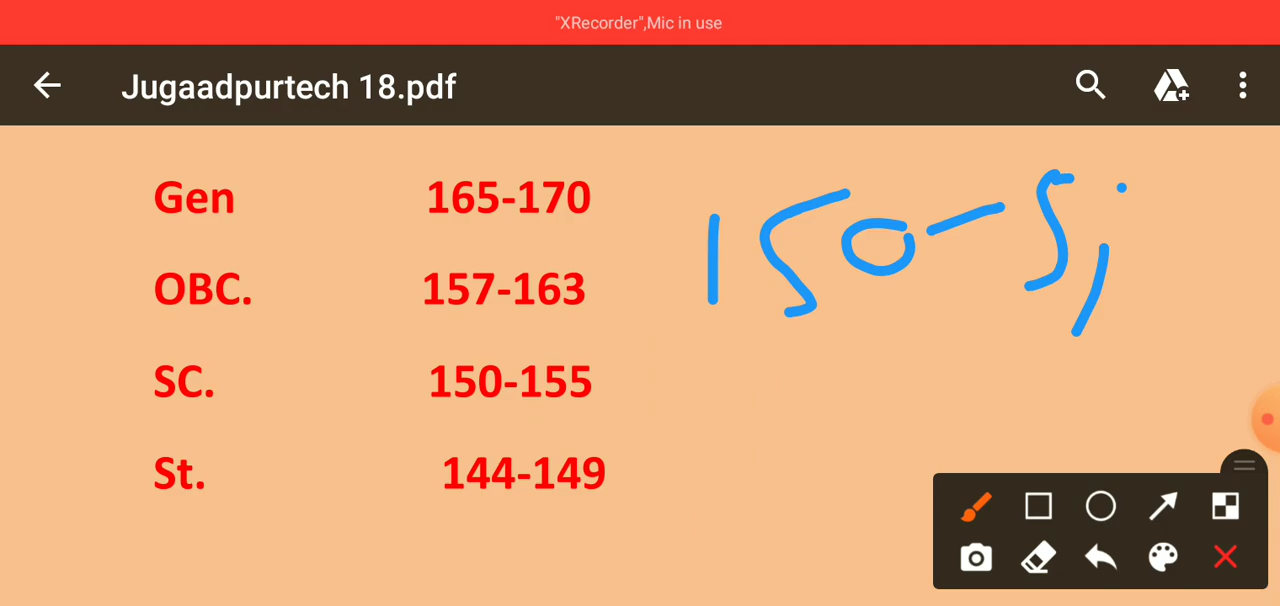 "XRecorder",Mic in use
Jugaadpurtech 18.pdf
Gen 165-170
OBC. 157-163
SC. 150-155
St. 144-149
150-